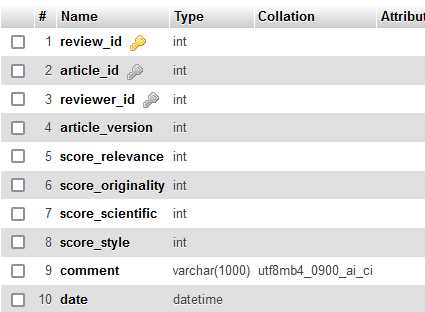 # Name Type Collation Attribut
1 review_id int
2 article_id int
3 reviewer_id int
4 article_version int
5 score_relevance int
6 score_originality int
7 score_scientific int
8 score_style int
9 comment varchar(1000) utf8mb4_0900_ai_ci
10 date datetime